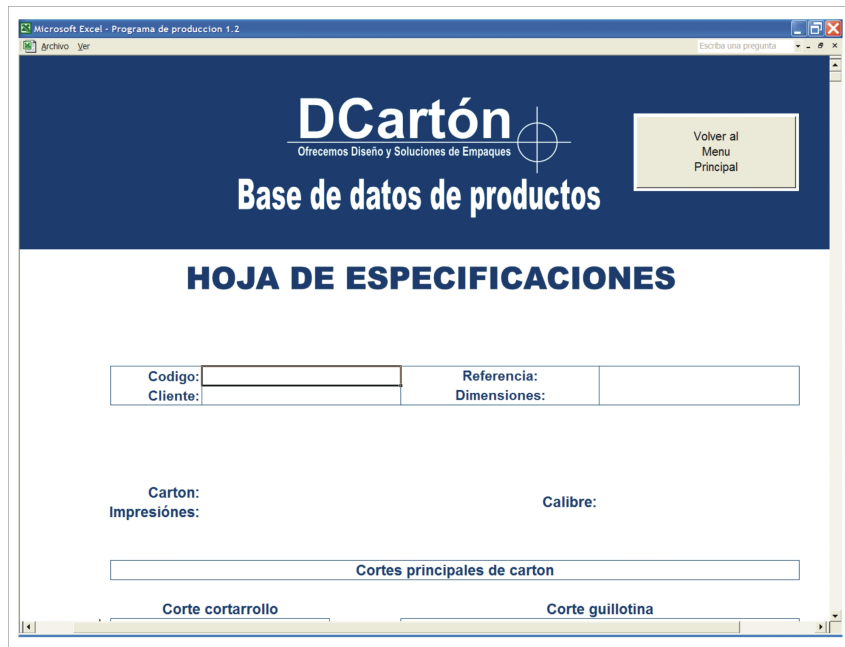 Microsoft Excel - Programa de produccion 1.2
Archivo Ver
Escriba una pregunta
DCartón
Ofrecemos Diseño y Soluciones de Empaques
Volver al
Menu
Principal
Base de datos de productos
HOJA DE ESPECIFICACIONES
Codigo: Referencia:
Cliente: Dimensiones:
Carton:
Calibre:
Impresiónes:
Cortes principales de carton
Corte cortarrollo Corte guillotina